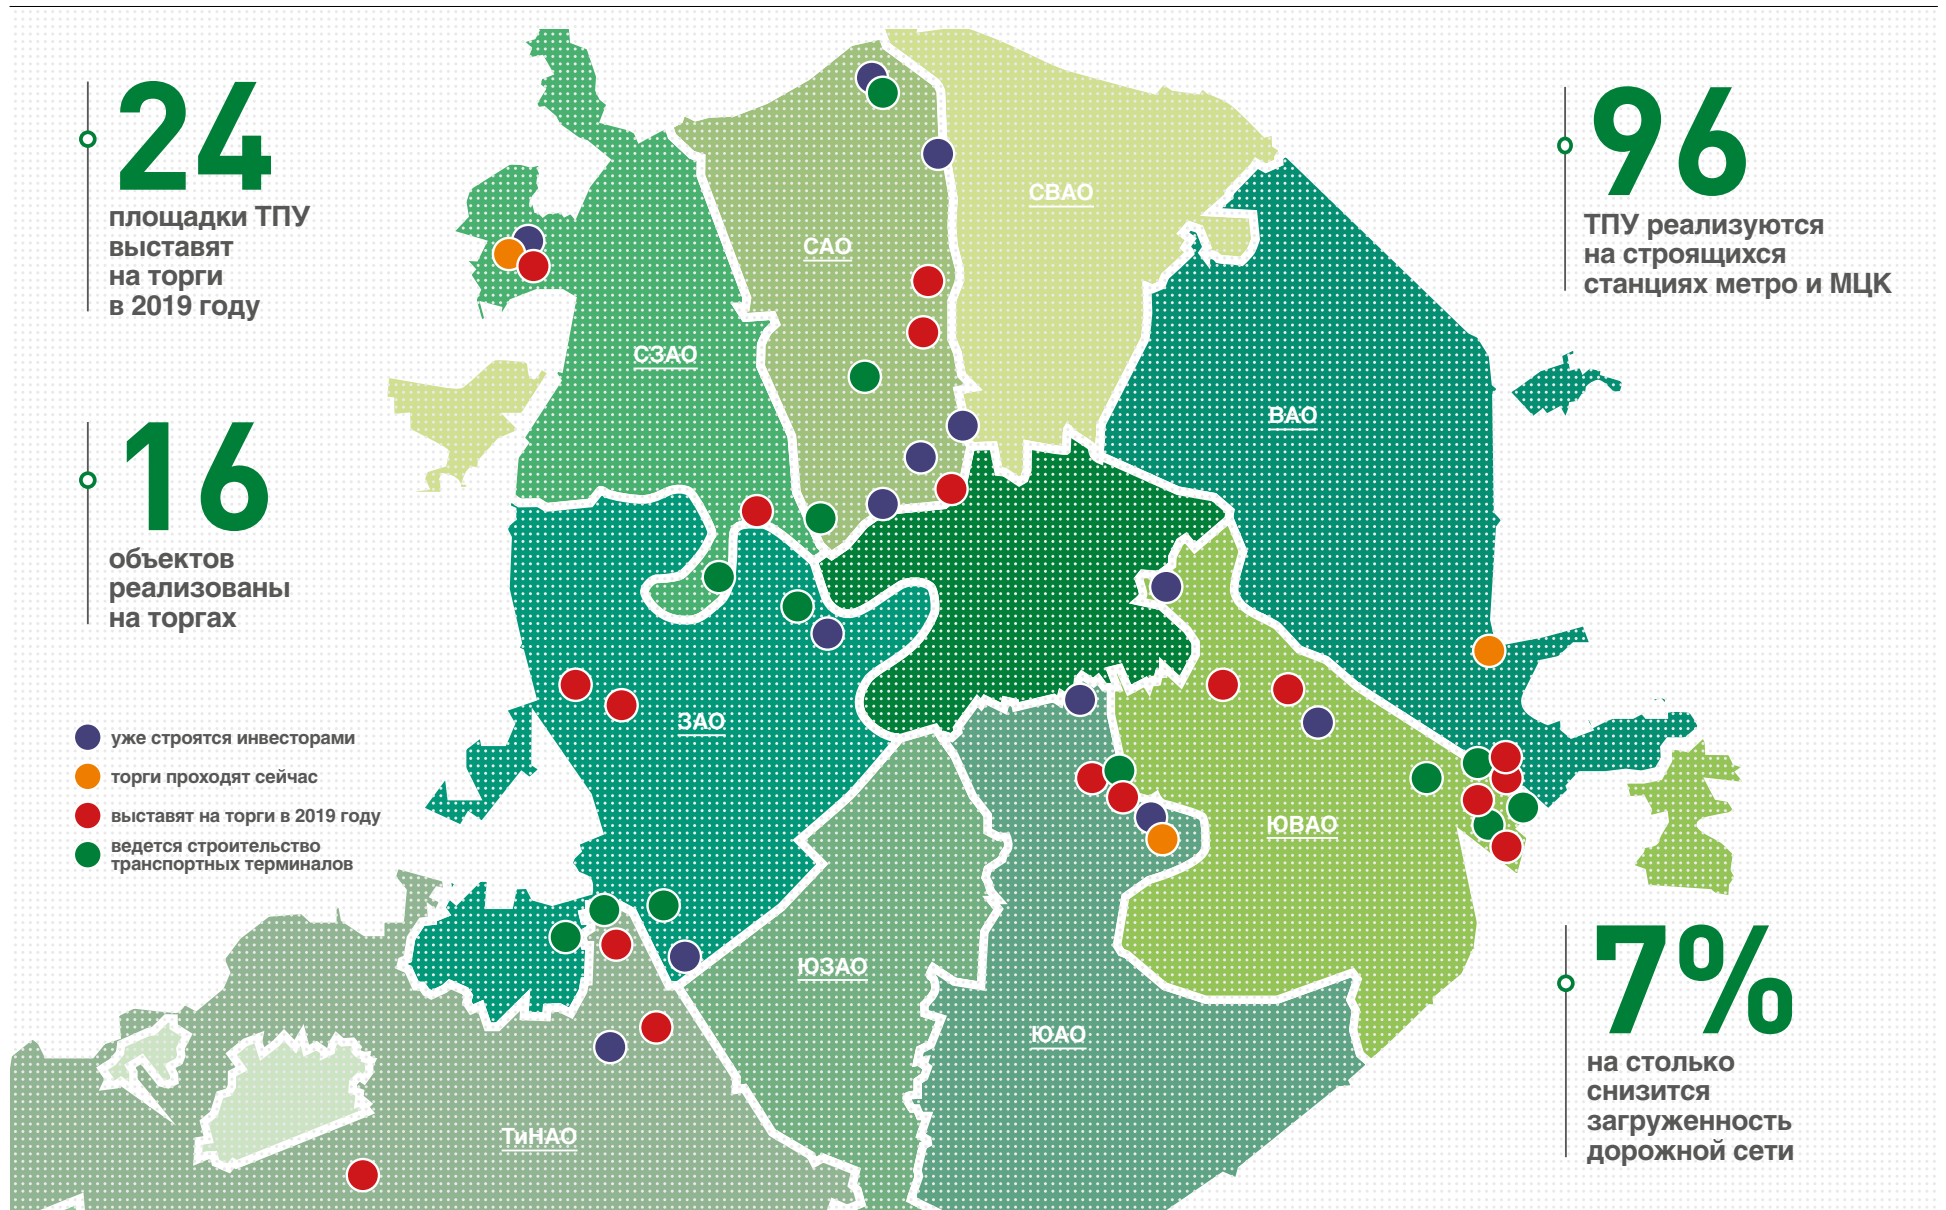 24
площадки ТПУ
выставят
на торги
в 2019 году
16
объектов
реализованы
на торгах
уже строятся инвесторами
торги проходят сейчас
выставят на торги в 2019 году
ведется строительство
транспортных терминалов
СВАО
САО
СЗАО
ВАО
ЗАО
ЮВАО
ЮЗАО
ЮАО
ТиНАО
96
ТПУ реализуются
на строящихся
станциях метро и МЦК
7%
на столько
снизится
загруженность
дорожной сети